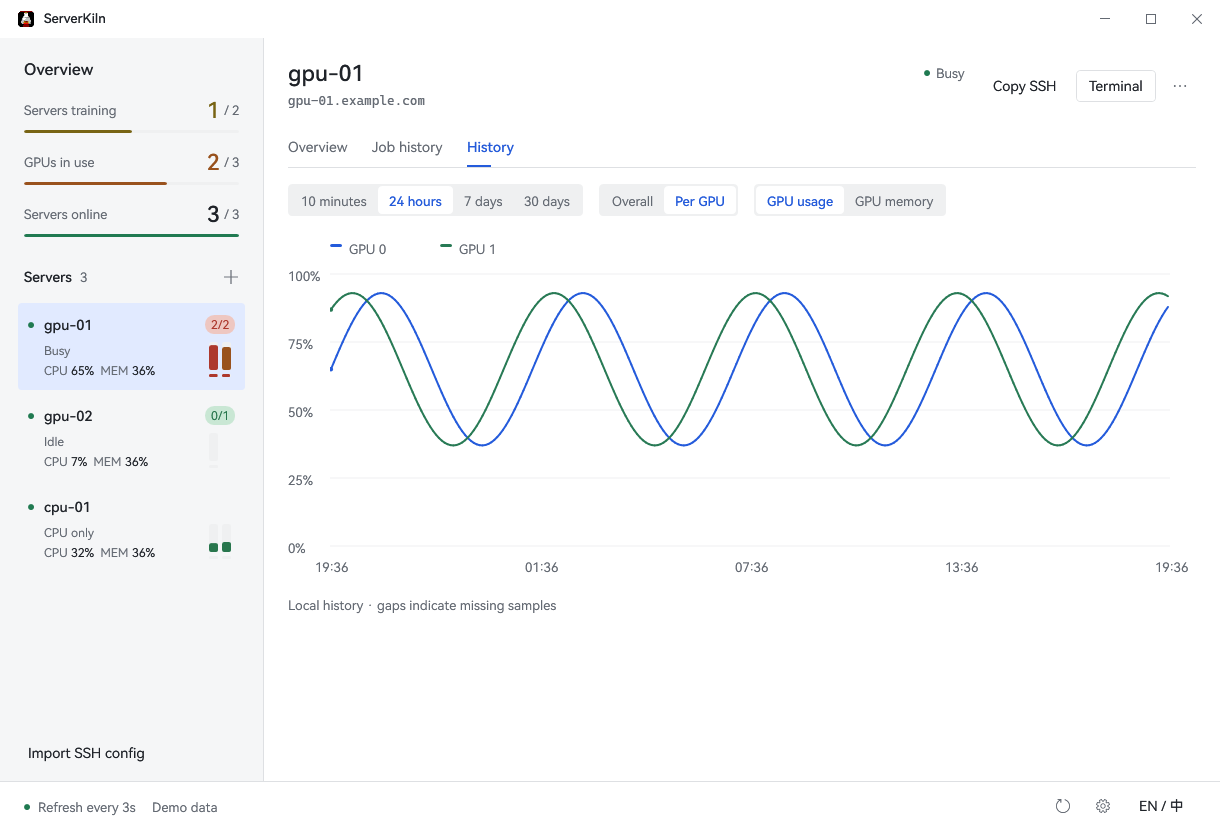 ServerKiln
Overview
Servers training 1 / 2
GPUs in use 2 / 3
Servers online 3 / 3
Servers 3
gpu-01 2/2
Busy
CPU 65% MEM 36%
gpu-02 0/1
Idle
CPU 7% MEM 36%
cpu-01
CPU only
CPU 32% MEM 36%
Import SSH config
gpu-01
gpu-01.example.com
Busy
Copy SSH
Terminal
Overview Job history History
10 minutes 24 hours 7 days 30 days Overall Per GPU GPU usage GPU memory
GPU 0 GPU 1
100%
75%
50%
25%
0%
19:36 01:36 07:36 13:36 19:36
Local history · gaps indicate missing samples
Refresh every 3s Demo data
EN / 中